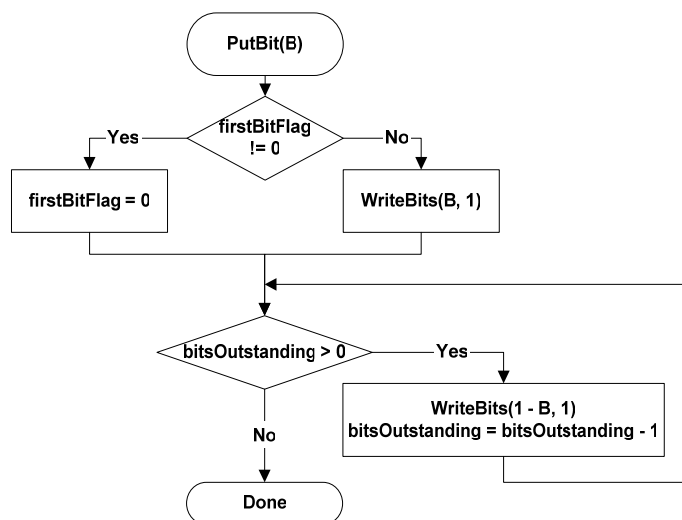 PutBit(B)
firstBitFlag
!= 0
Yes
No
firstBitFlag = 0
WriteBits(B, 1)
bitsOutstanding > 0
Yes
WriteBits(1 - B, 1)
bitsOutstanding = bitsOutstanding - 1
No
Done